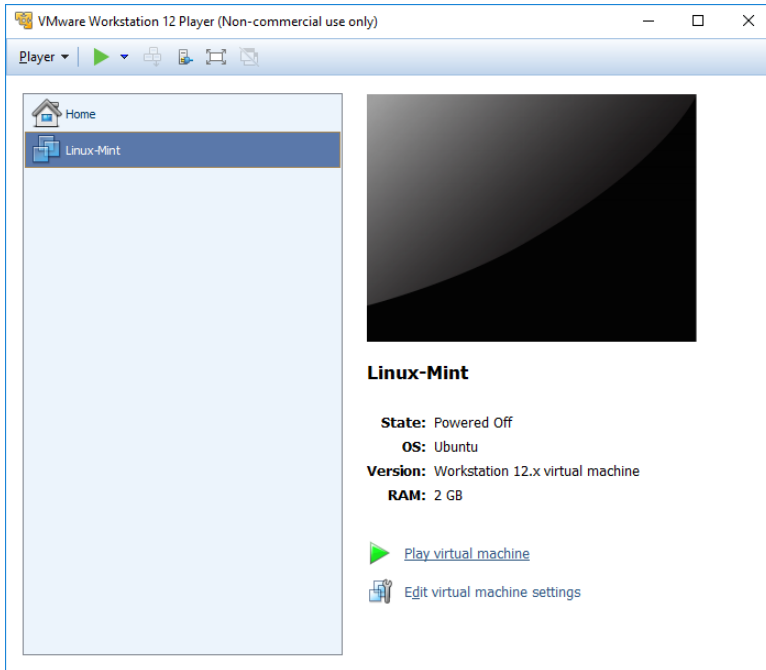 VMware Workstation 12 Player (Non-commercial use only)
Player
Home
Linux-Mint
Linux-Mint
State: Powered Off
OS: Ubuntu
Version: Workstation 12.x virtual machine
RAM: 2 GB
Play virtual machine
Edit virtual machine settings